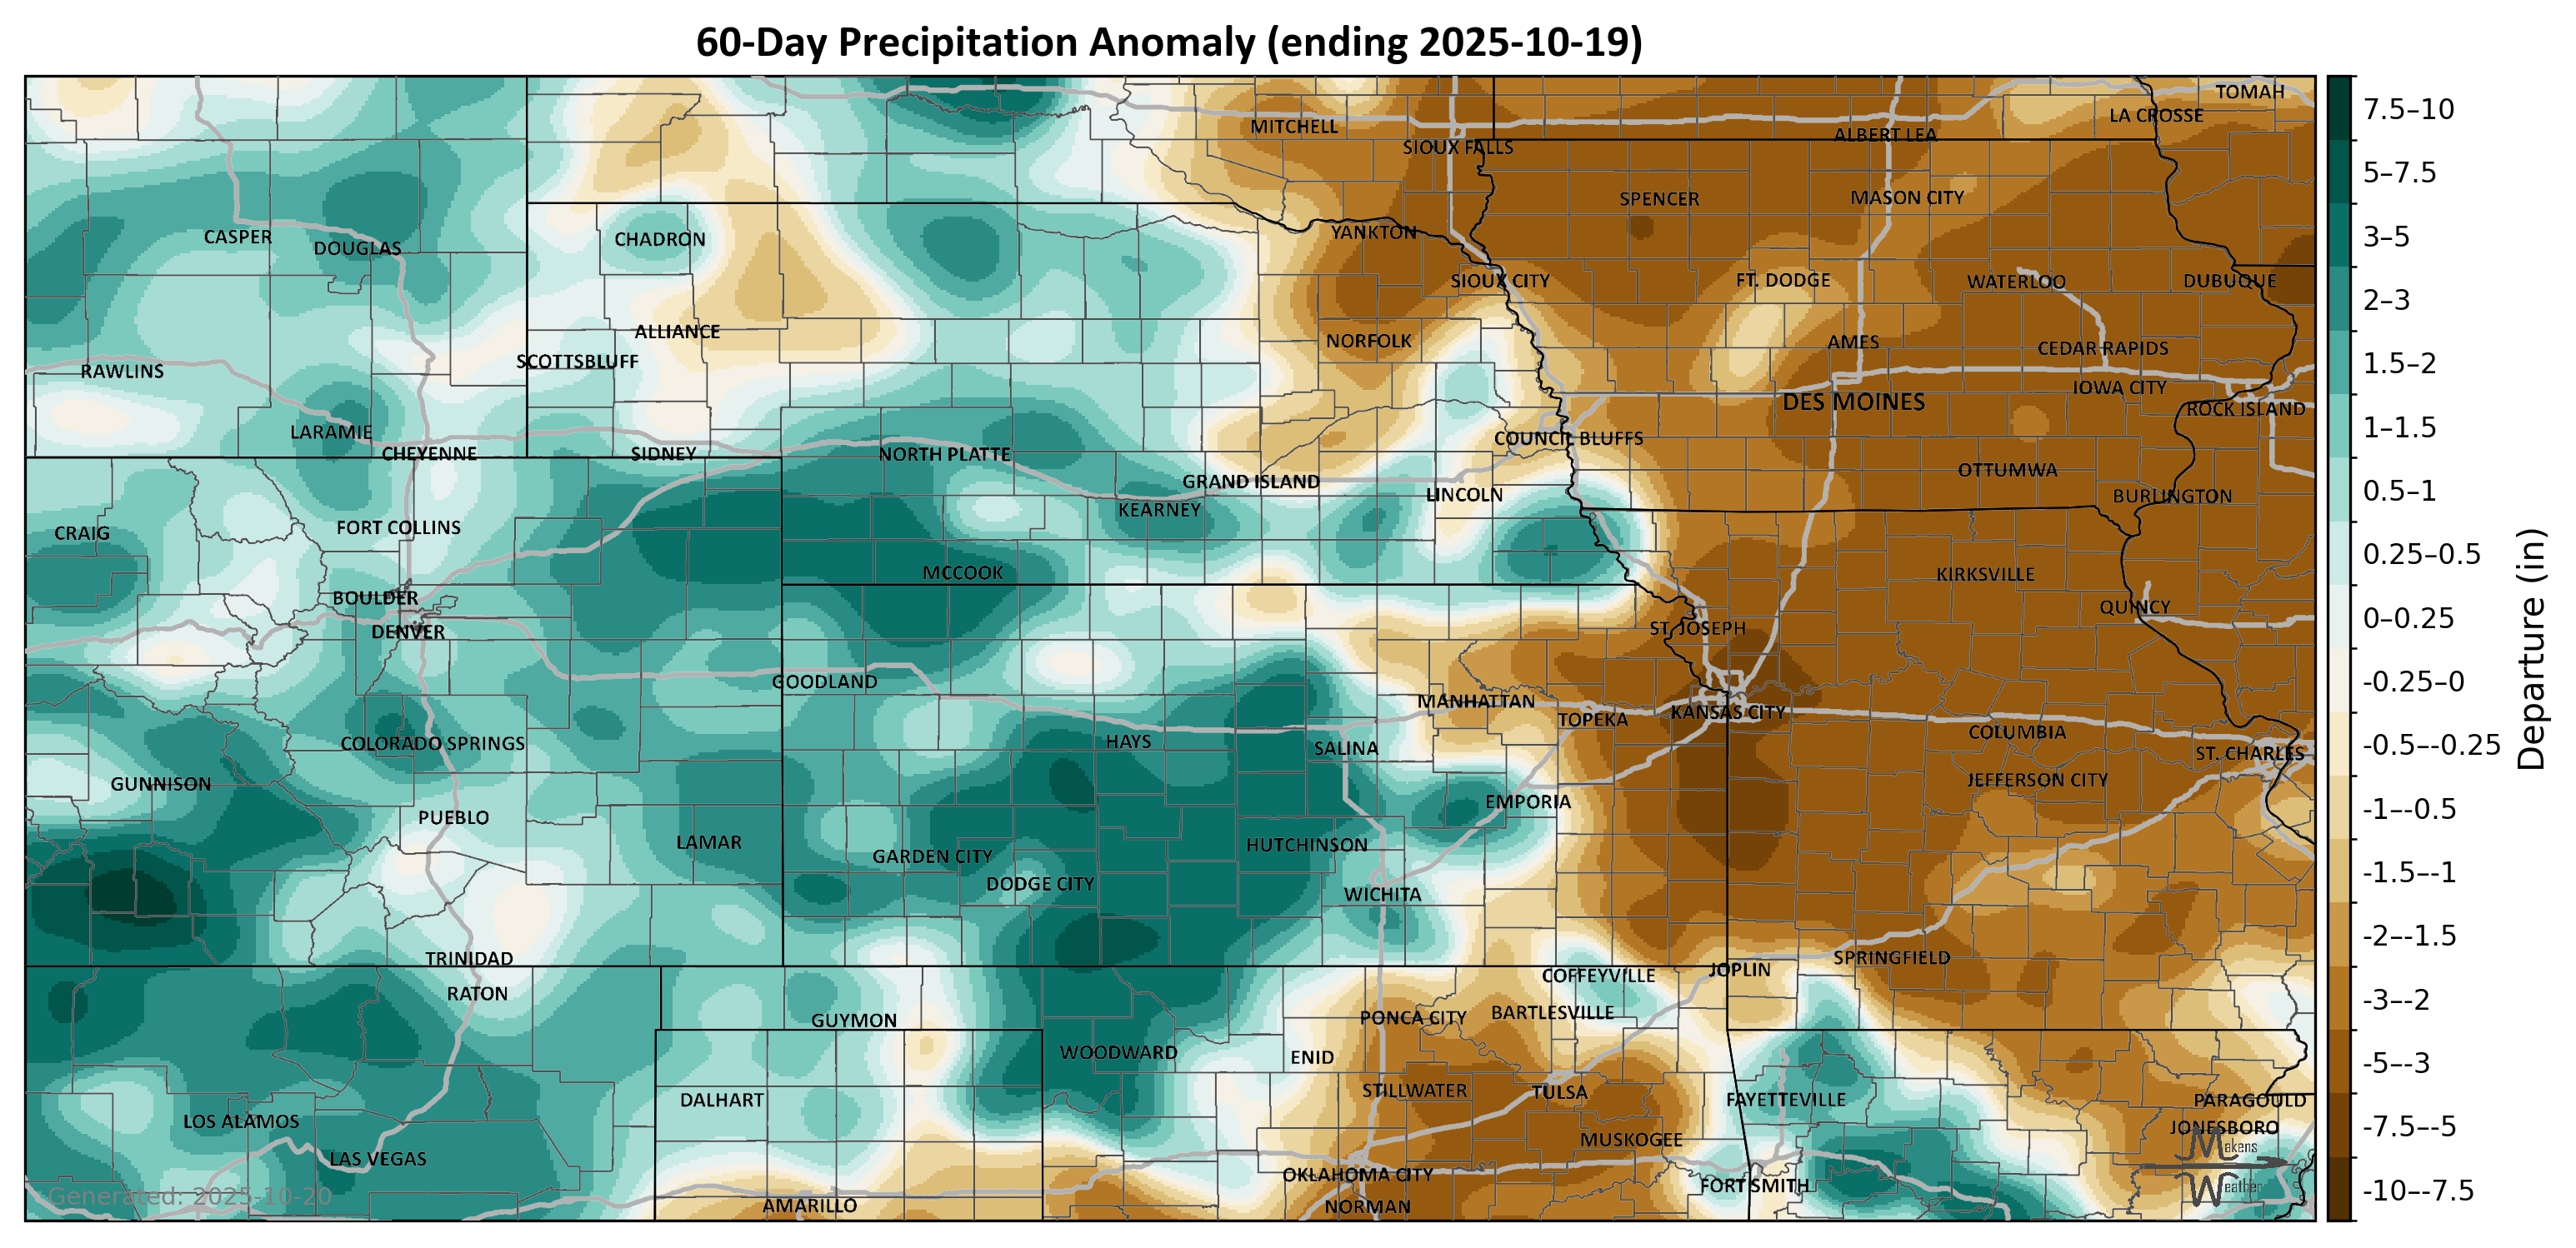 60-Day Precipitation Anomaly (ending 2025-10-19)
TOMAH
LA CROSSE
MITCHELL
ALBERT LEA
SIOUX FALLS
SPENCER
MASON CITY
CASPER
DOUGLAS
CHADRON
YANKTON
SIOUX CITY
FT. DODGE
WATERLOO
DUBUQUE
ALLIANCE
NORFOLK
AMES
CEDAR RAPIDS
SCOTTSBLUFF
RAWLINS
IOWA CITY
DES MOINES
ROCK ISLAND
LARAMIE
COUNCIL BLUFFS
CHEYENNE
SIDNEY
NORTH PLATTE
OTTUMWA
GRAND ISLAND
LINCOLN
BURLINGTON
KEARNEY
CRAIG
FORT COLLINS
MCCOOK
KIRKSVILLE
BOULDER
QUINCY
DENVER
ST. JOSEPH
GOODLAND
MANHATTAN
KANSAS CITY
TOPEKA
COLUMBIA
COLORADO SPRINGS
HAYS
SALINA
ST. CHARLES
GUNNISON
JEFFERSON CITY
EMPORIA
PUEBLO
LAMAR
HUTCHINSON
GARDEN CITY
DODGE CITY
WICHITA
TRINIDAD
SPRINGFIELD
COFFEYVILLE
JOPLIN
RATON
GUYMON
PONCA CITY
BARTLESVILLE
WOODWARD
ENID
STILLWATER
TULSA
DALHART
FAYETTEVILLE
PARAGOULD
LOS ALAMOS
JONESBORO
MUSKOGEE
LAS VEGAS
OKLAHOMA CITY
FORT SMITH
AMARILLO
NORMAN
Generated: 2025-10-20
Makens
Weather
7.5–10
5–7.5
3–5
2–3
1.5–2
1–1.5
0.5–1
0.25–0.5
0–0.25
-0.25–0
-0.5–-0.25
-1–-0.5
-1.5–-1
-2–-1.5
-3–-2
-5–-3
-7.5–-5
-10–-7.5
Departure (in)